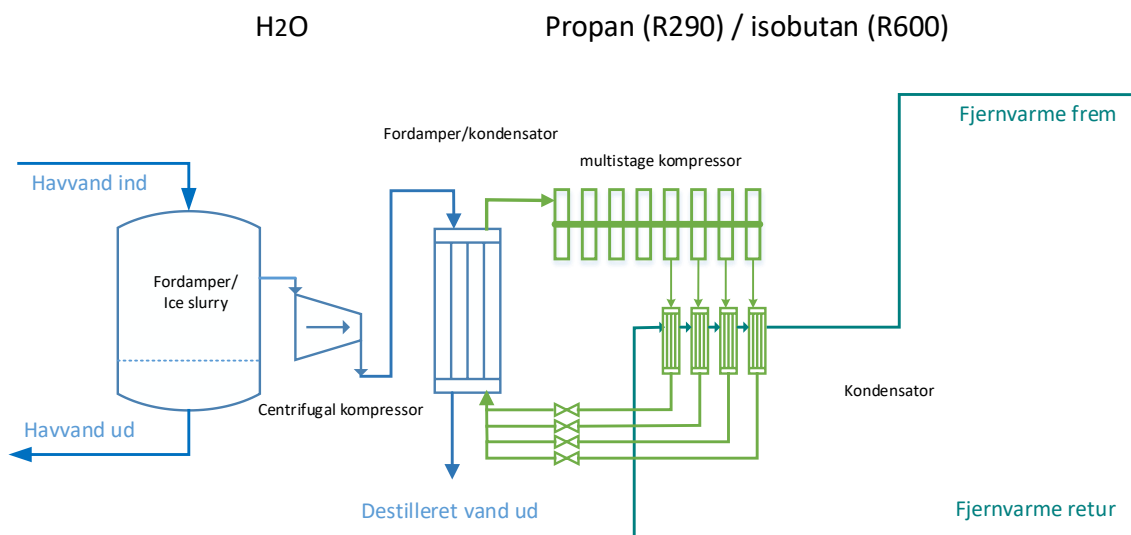 H2O
Propan (R290) / isobutan (R600)
Fjernvarme frem
Fordamper/kondensator
multistage kompressor
Havvand ind
Fordamper/
Ice slurry
Kondensator
Centrifugal kompressor
Havvand ud
Destilleret vand ud
Fjernvarme retur